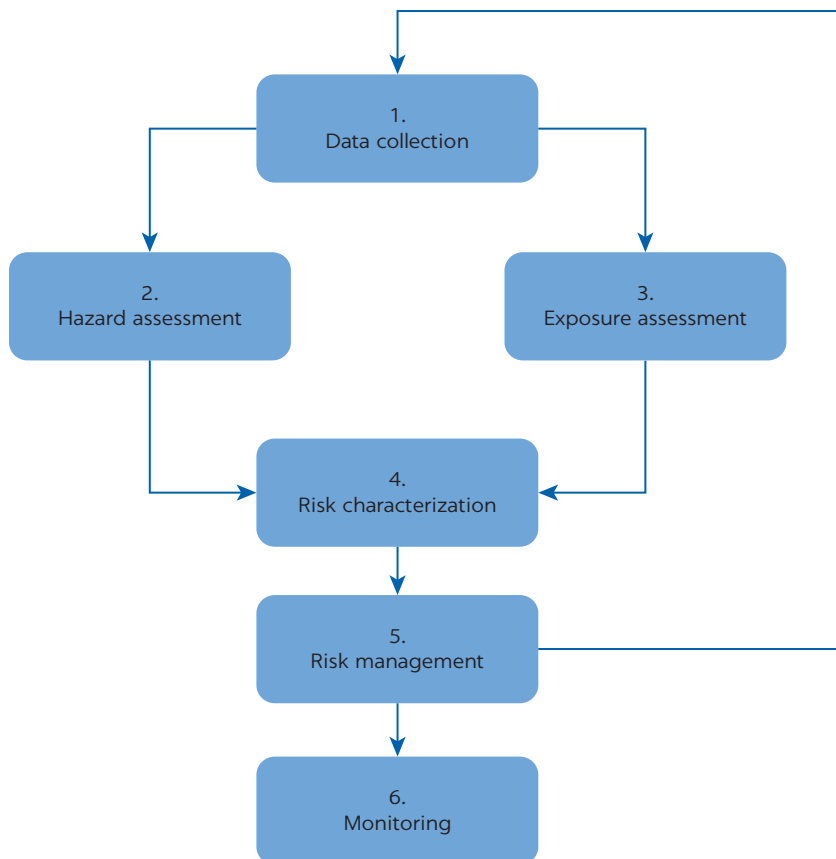 1.
Data collection
2.
Hazard assessment
3.
Exposure assessment
4.
Risk characterization
5.
Risk management
6.
Monitoring